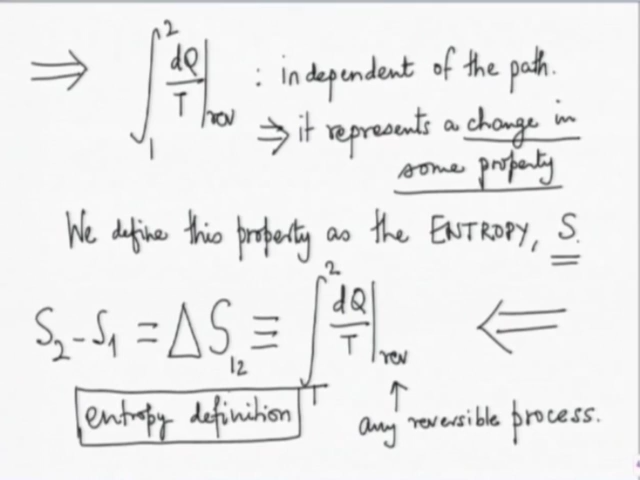 ⇒ ∫₁² dQ/T |rev : independent of the path.
⇒ it represents a change in
some property
We define this property as the ENTROPY, S.
S₂ - S₁ = ΔS₁₂ ≡ ∫₁² dQ/T |rev ⇐
entropy definition ↑ any reversible process.